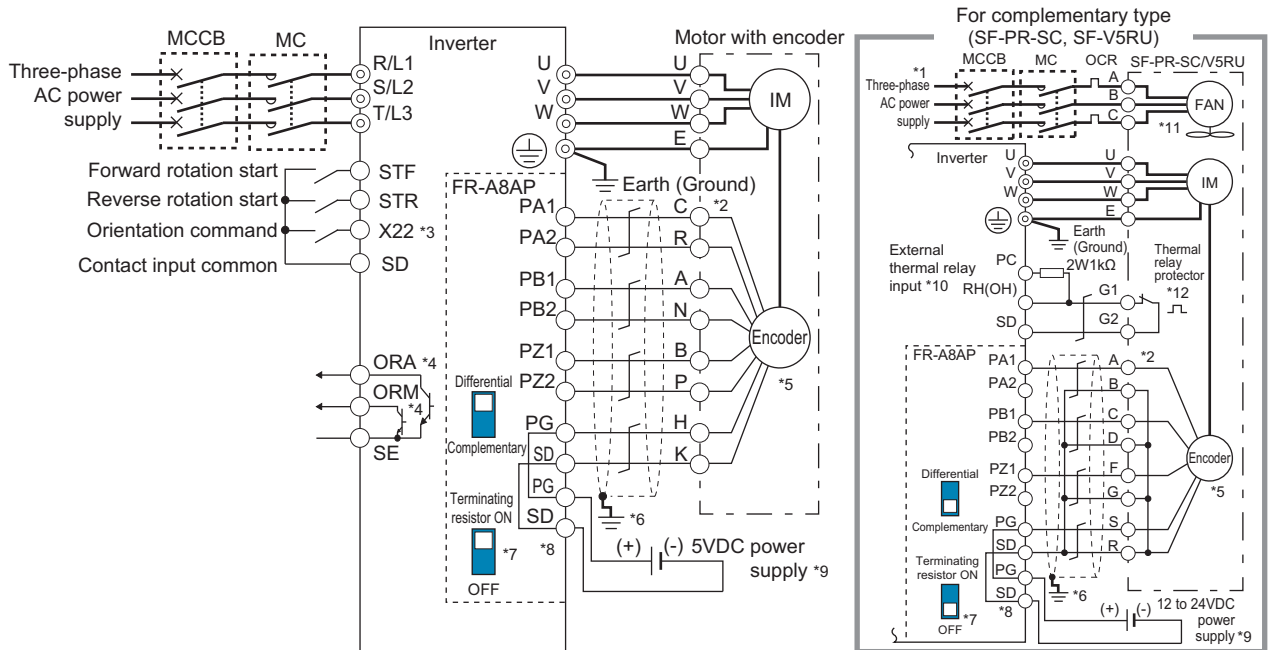 MCCB
MC
Three-phase
AC power
supply
R/L1
S/L2
T/L3
Inverter
U
V
W
Motor with encoder
U
V
W
E
IM
Earth (Ground)
Forward rotation start
Reverse rotation start
Orientation command
Contact input common
STF
STR
X22 *3
SD
ORA *4
ORM
*4
SE
FR-A8AP
PA1
PA2
PB1
PB2
PZ1
PZ2
PG
SD
PG
SD
Differential
Complementary
Terminating
resistor ON
*7
OFF
*8
C
*2
R
A
N
B
P
H
K
Encoder
*5
*6
(+)
(-)
5VDC power
supply *9
For complementary type
(SF-PR-SC, SF-V5RU)
MCCB
MC
OCR
SF-PR-SC/V5RU
*1
Three-phase
AC power
supply
A
B
C
FAN
*11
Inverter
U
V
W
U
V
W
E
IM
Earth
(Ground)
External
thermal relay
input *10
PC
2W1kΩ
RH(OH)
SD
G1
G2
Thermal
relay
protector
*12
FR-A8AP
PA1
PA2
PB1
PB2
PZ1
PZ2
PG
SD
PG
SD
Differential
Complementary
Terminating
resistor ON
*7
OFF
*8
A
*2
B
C
D
F
G
S
R
Encoder
*5
*6
(+)
(-)
12 to 24VDC
power
supply *9